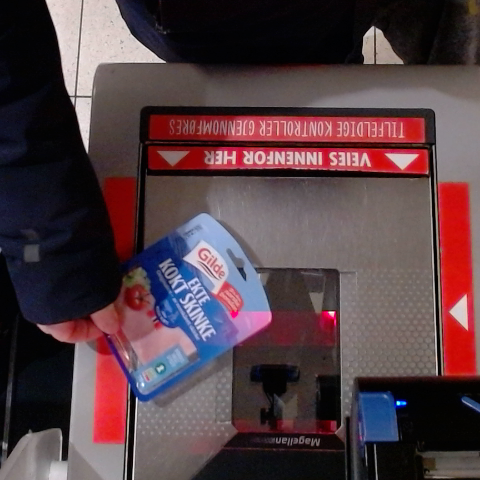 TILFELDIGE KONTROLLER GJENNOMFØRES
VEIES INNENFOR HER
Gilde
EKTE
KOKT SKINKE
Magellan